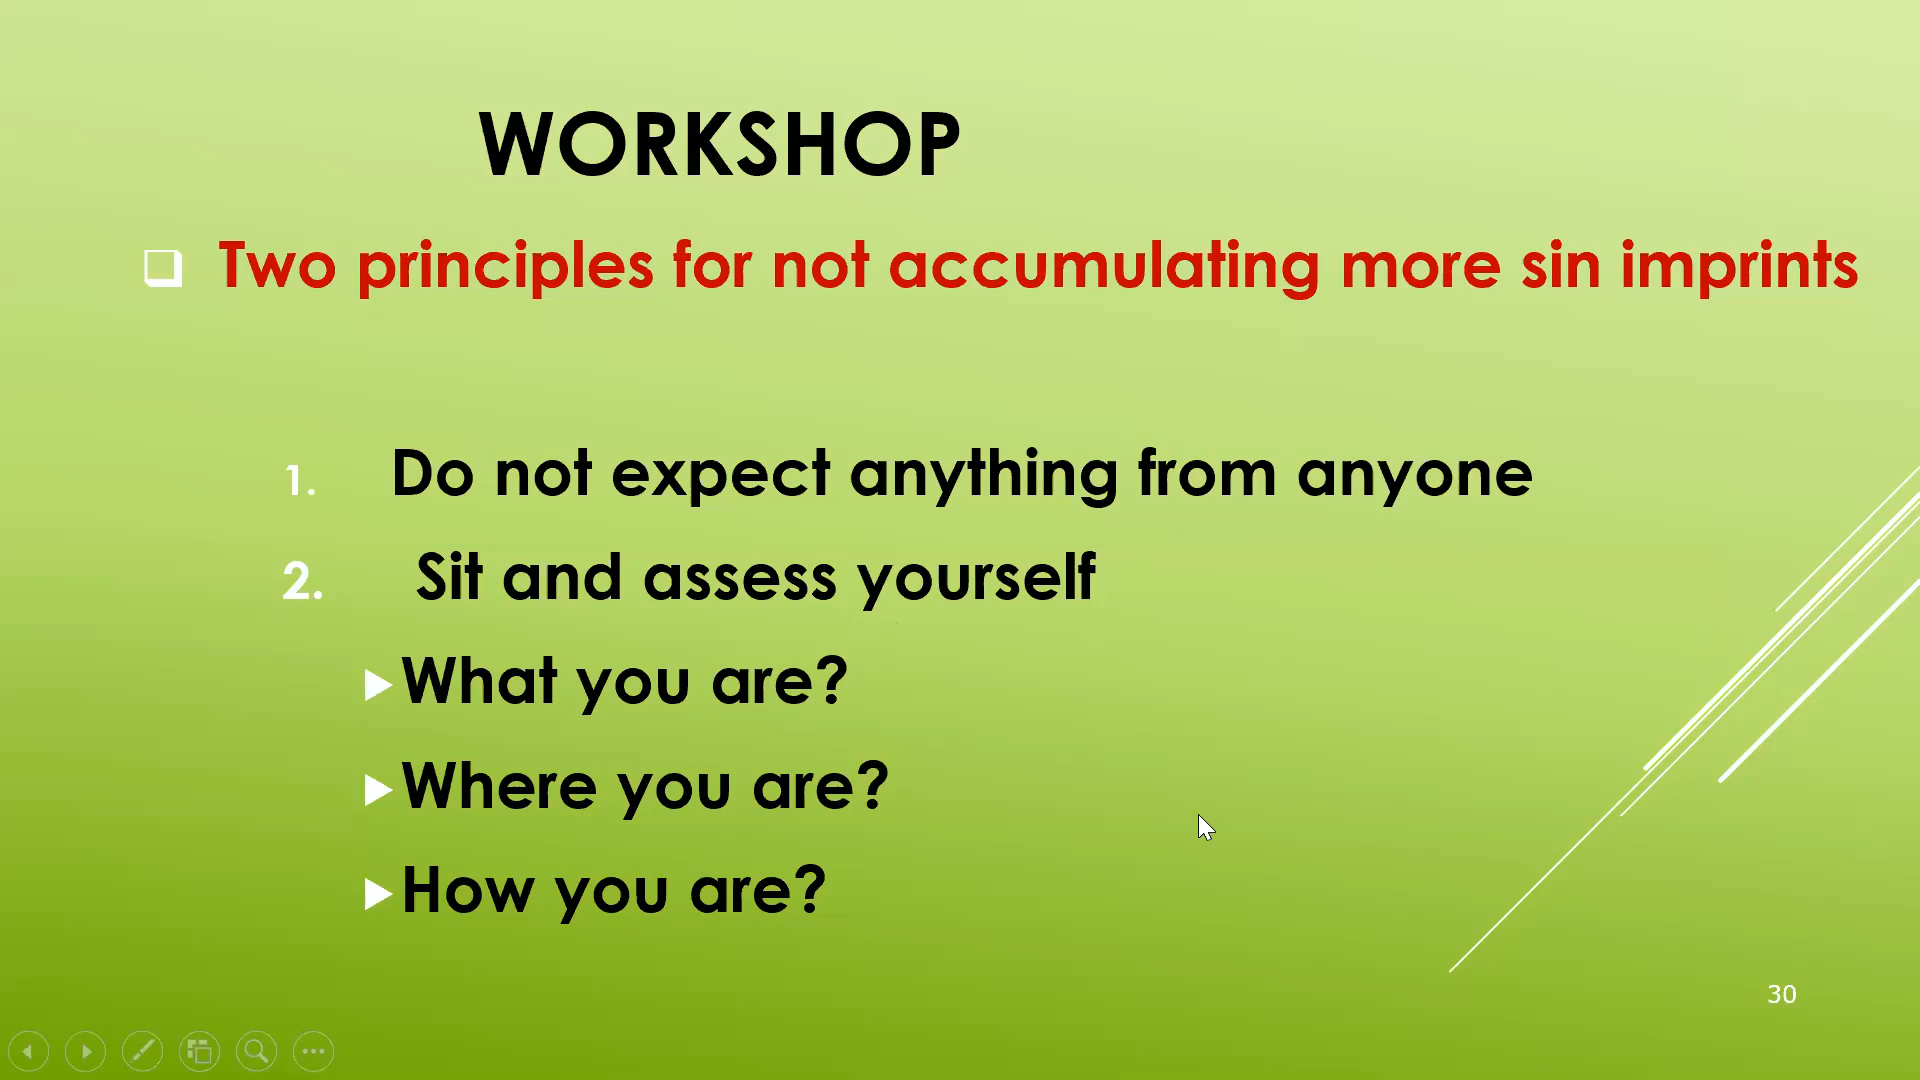 WORKSHOP
Two principles for not accumulating more sin imprints
1. Do not expect anything from anyone
2. Sit and assess yourself
What you are?
Where you are?
How you are?
30